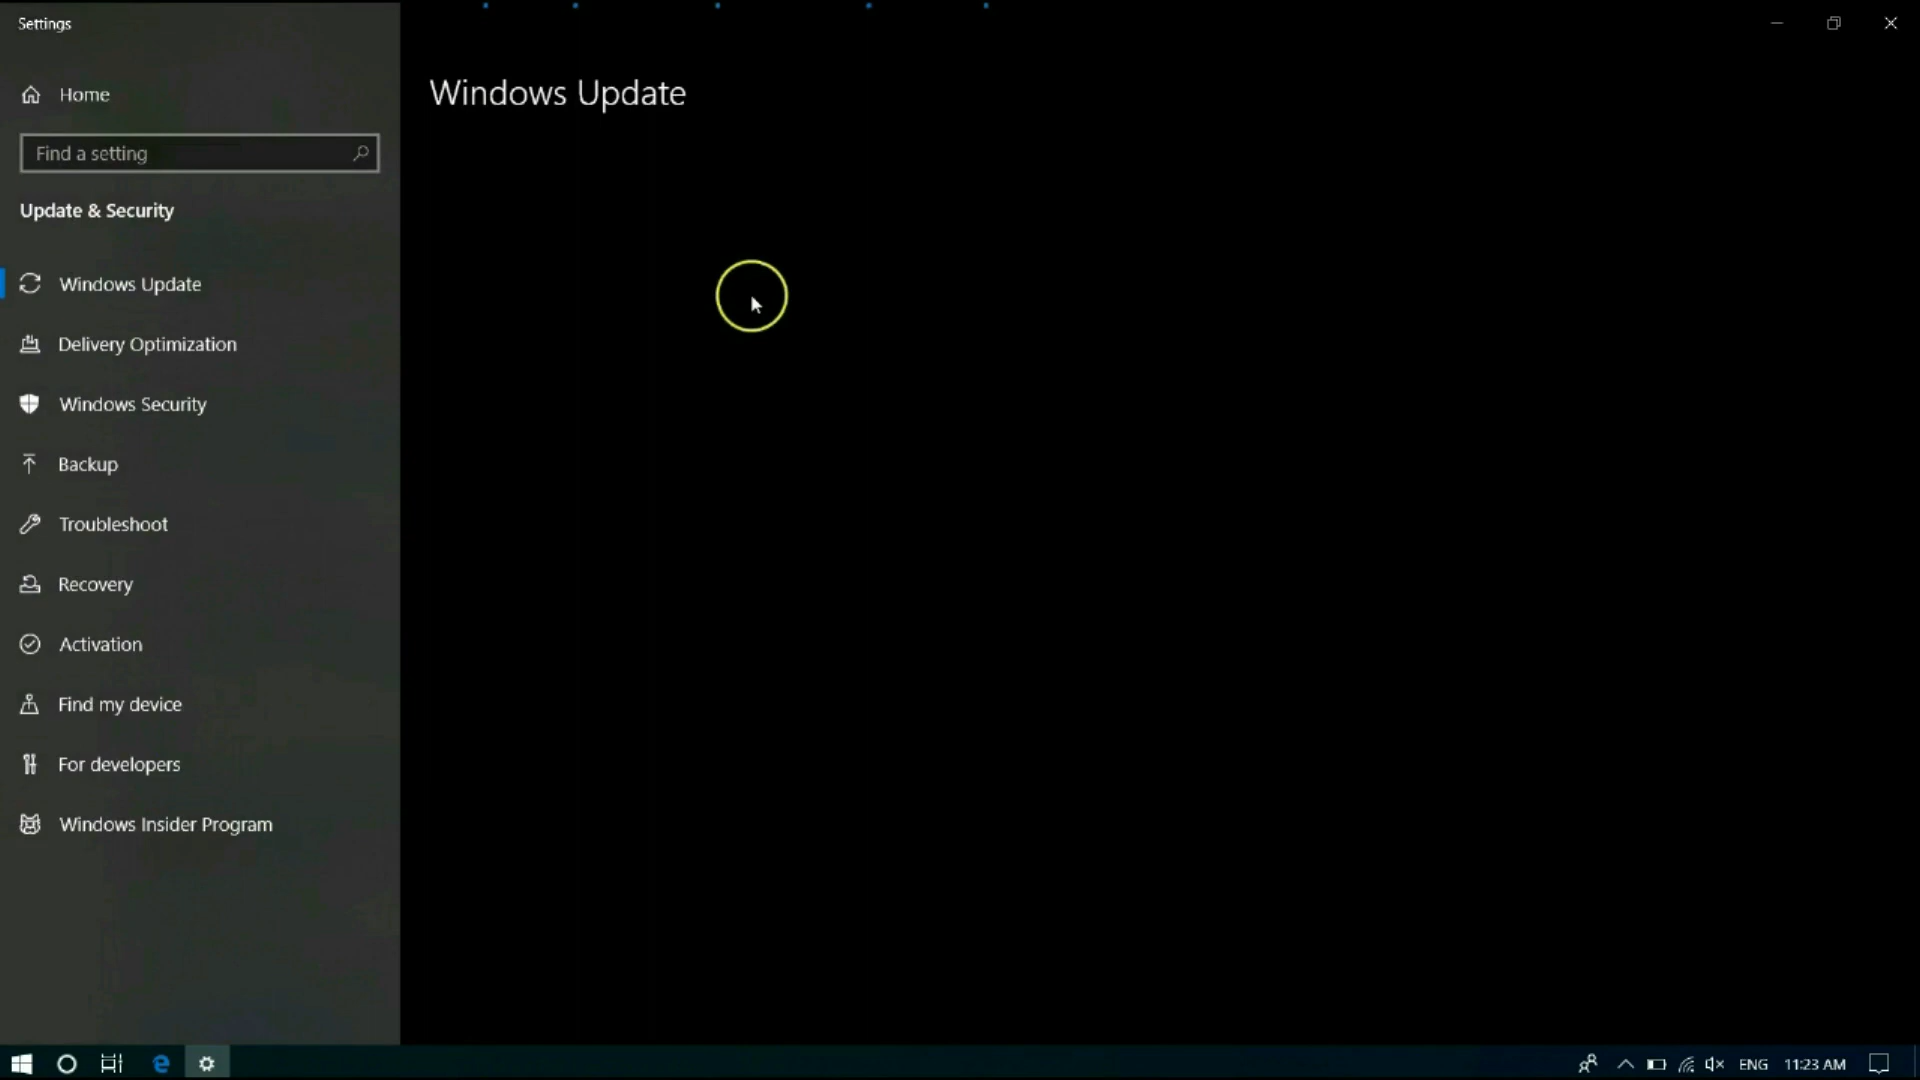 Settings
Home
Find a setting
Update & Security
Windows Update
Delivery Optimization
Windows Security
Backup
Troubleshoot
Recovery
Activation
Find my device
For developers
Windows Insider Program
Windows Update
ENG
11:23 AM